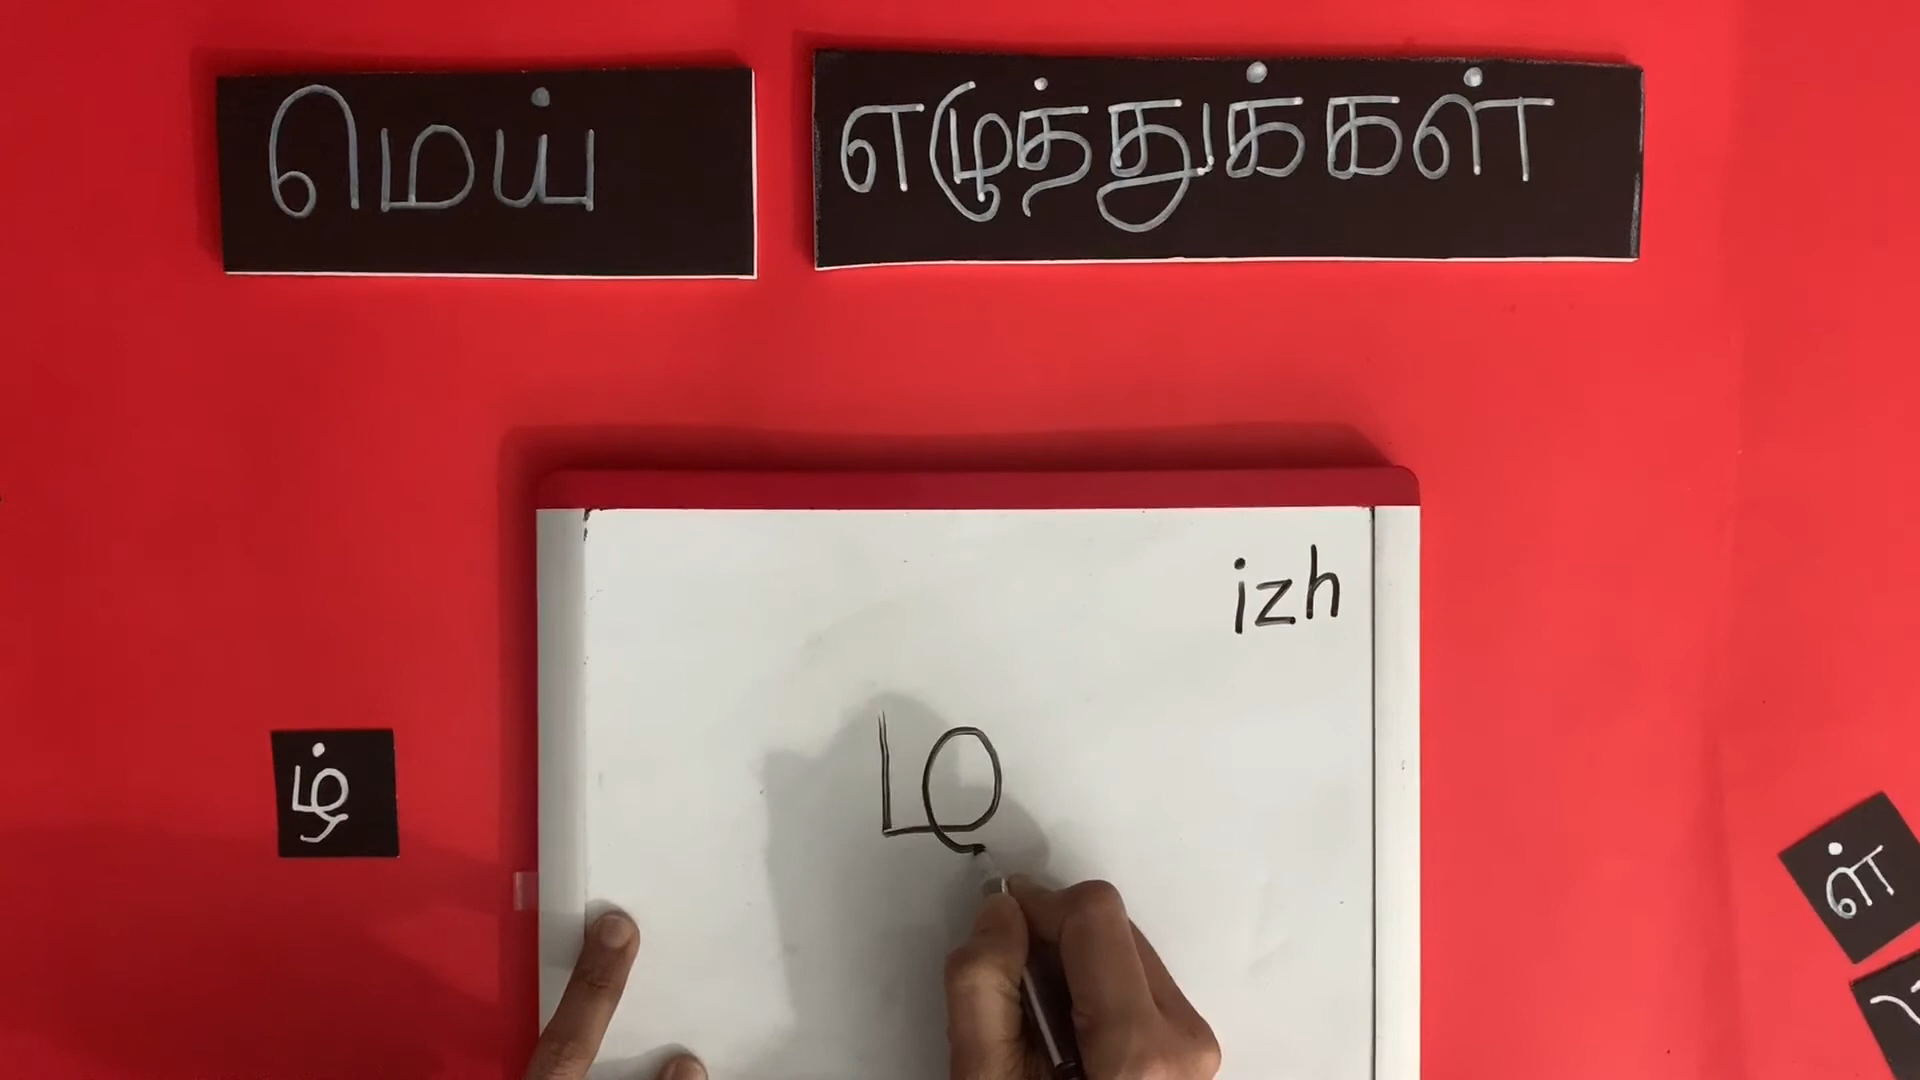 மெய் எழுத்துக்கள்
izh
ழ்
ள்